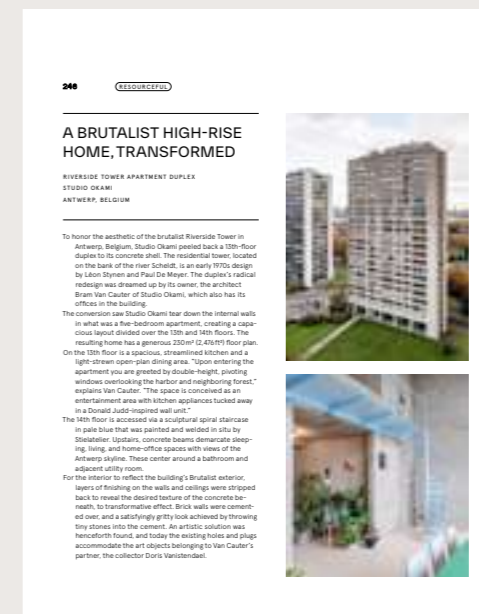 246
RESOURCEFUL
A BRUTALIST HIGH-RISE
HOME, TRANSFORMED
RIVERSIDE TOWER APARTMENT DUPLEX
STUDIO OKAMI
ANTWERP, BELGIUM
To honor the aesthetic of the brutalist Riverside Tower in
Antwerp, Belgium, Studio Okami peeled back a 13th-floor
duplex to its concrete shell. The residential tower, located
on the bank of the river Scheldt, is an early 1970s design
by Léon Stynen and Paul De Meyer. The duplex's radical
redesign was dreamed up by its owner, the architect
Bram Van Cauter of Studio Okami, which also has its
offices in the building.
The conversion saw Studio Okami tear down the internal walls
in what was a five-bedroom apartment, creating a capa-
cious layout divided over the 13th and 14th floors. The
resulting home has a generous 230 m² (2,476 ft²) floor plan.
On the 13th floor is a spacious, streamlined kitchen and a
light-strewn open-plan dining area. "Upon entering the
apartment you are greeted by double-height, pivoting
windows overlooking the harbor and neighboring forest,"
explains Van Cauter. "The space is conceived as an
entertainment area with kitchen appliances tucked away
in a Donald Judd-inspired wall unit."
The 14th floor is accessed via a sculptural spiral staircase
in pale blue that was painted and welded in situ by
Stielatelier. Upstairs, concrete beams demarcate sleep-
ing, living, and home-office spaces with views of the
Antwerp skyline. These center around a bathroom and
adjacent utility room.
For the interior to reflect the building's Brutalist exterior,
layers of finishing on the walls and ceilings were stripped
back to reveal the desired texture of the concrete be-
neath, to transformative effect. Brick walls were cement-
ed over, and a satisfyingly gritty look achieved by throwing
tiny stones into the cement. An artistic solution was
henceforth found, and today the existing holes and plugs
accommodate the art objects belonging to Van Cauter's
partner, the collector Doris Vanistendael.